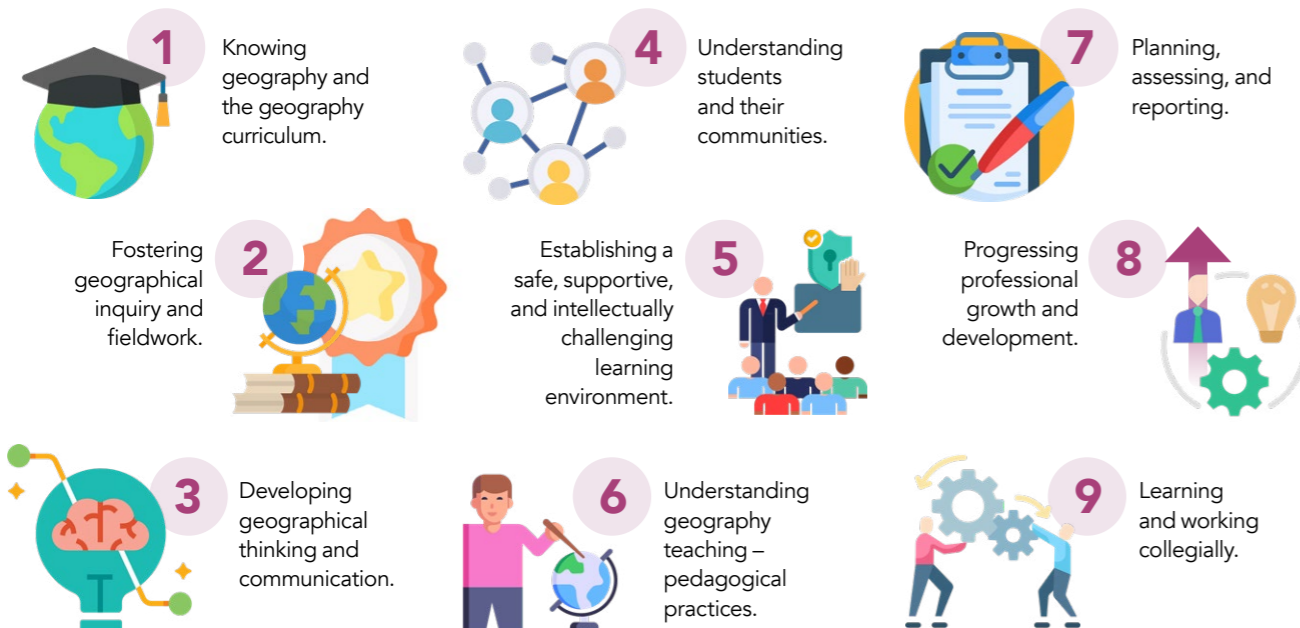 1
Knowing
geography and
the geography
curriculum.
2
Fostering
geographical
inquiry and
fieldwork.
3
Developing
geographical
thinking and
communication.
4
Understanding
students
and their
communities.
5
Establishing a
safe, supportive,
and intellectually
challenging
learning
environment.
6
Understanding
geography
teaching –
pedagogical
practices.
7
Planning,
assessing, and
reporting.
8
Progressing
professional
growth and
development.
9
Learning
and working
collegially.